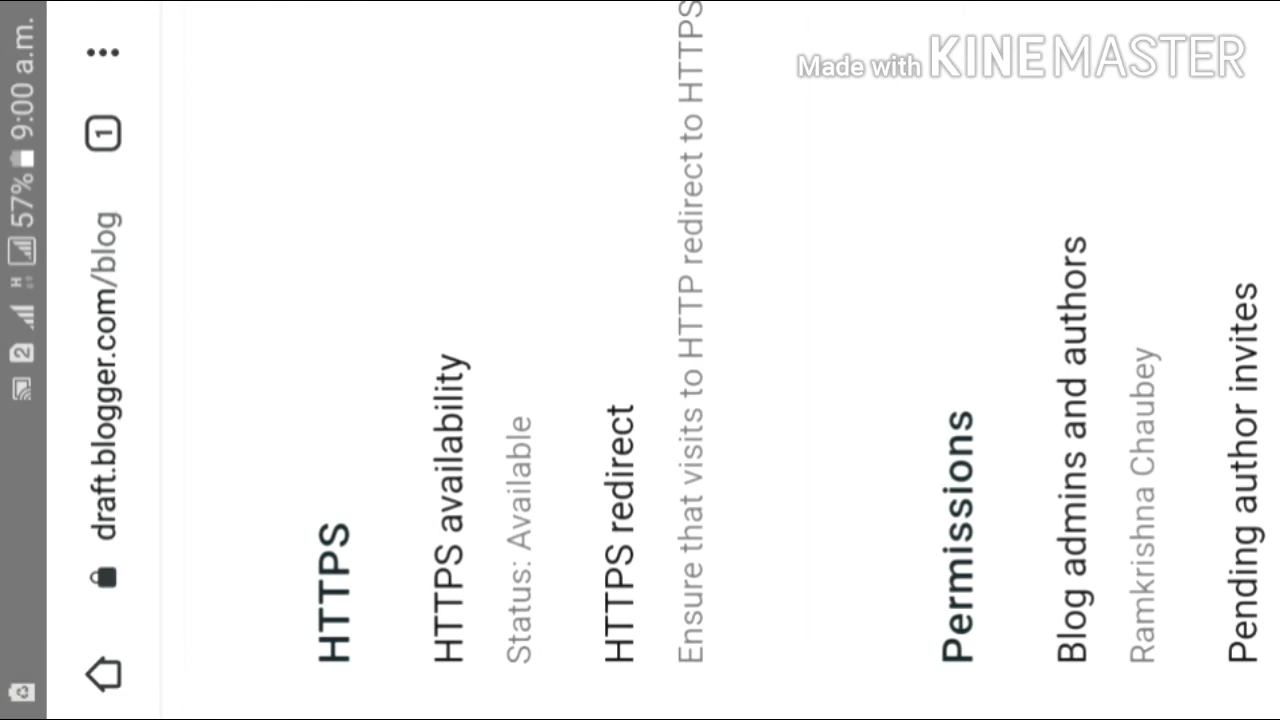 9:00 a.m.
57%
H
2
draft.blogger.com/blog
1
Made with KINEMASTER
HTTPS
HTTPS availability
Status: Available
HTTPS redirect
Ensure that visits to HTTP redirect to HTTPS
Permissions
Blog admins and authors
Ramkrishna Chaubey
Pending author invites